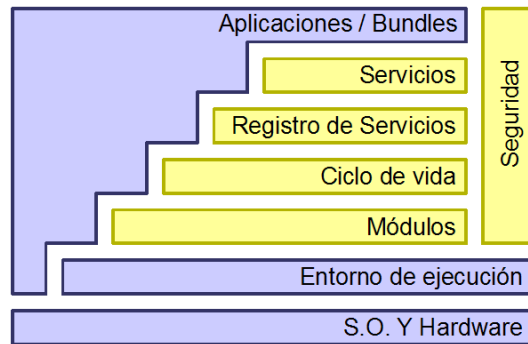 Aplicaciones / Bundles
Servicios
Registro de Servicios
Ciclo de vida
Módulos
Seguridad
Entorno de ejecución
S.O. Y Hardware